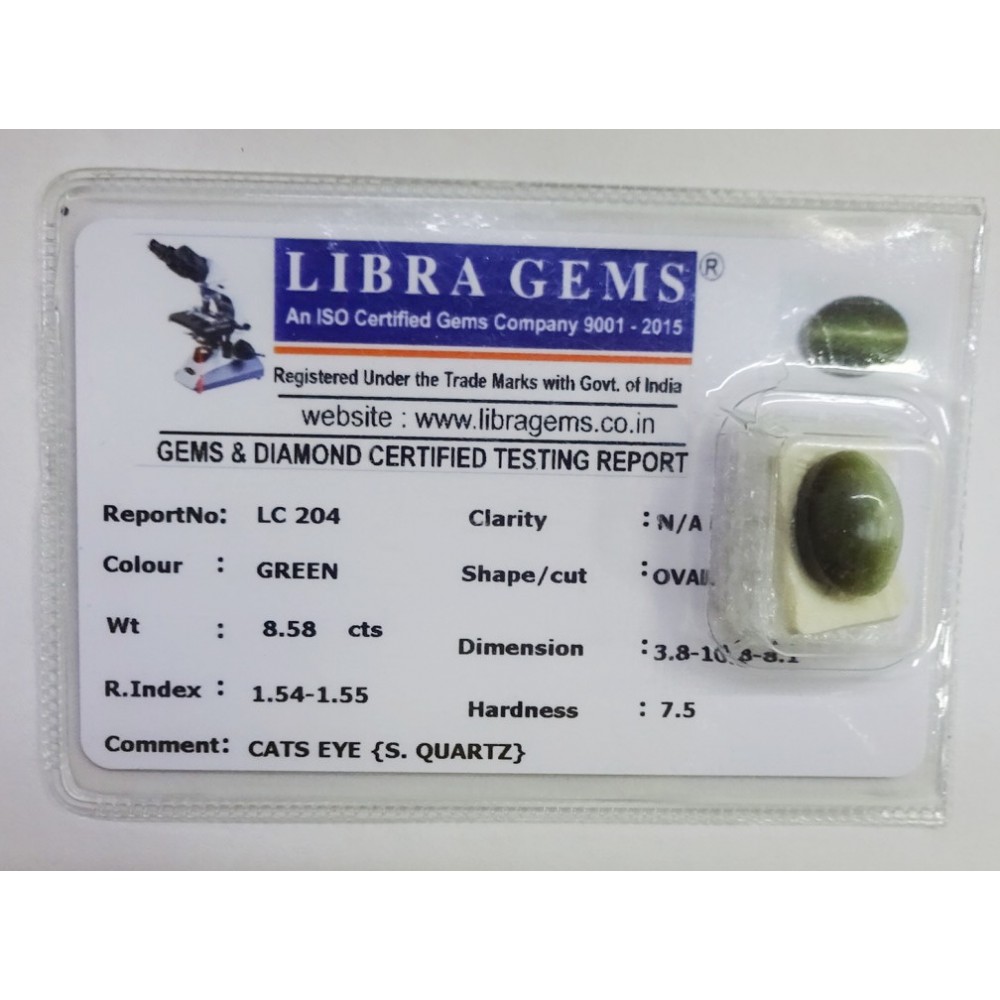 LIBRA GEMS ®
An ISO Certified Gems Company 9001 - 2015
Registered Under the Trade Marks with Govt. of India
website : www.libragems.co.in
GEMS & DIAMOND CERTIFIED TESTING REPORT
ReportNo: LC 204
Colour : GREEN
Wt : 8.58 cts
R.Index : 1.54-1.55
Comment: CATS EYE {S. QUARTZ}
Clarity : N/A
Shape/cut :
Dimension :
Hardness : 7.5